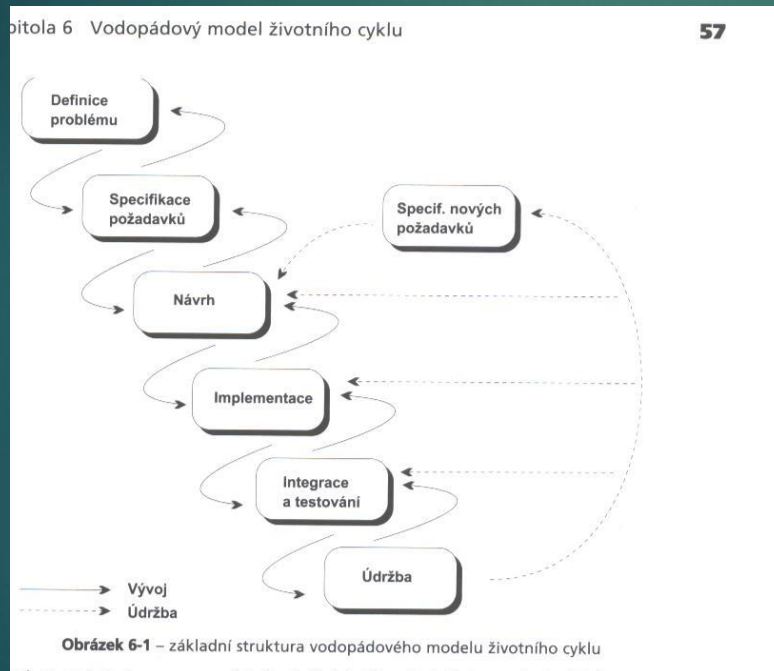 pitola 6 Vodopádový model životního cyklu 57
Definice
problému
Specifikace
požadavků
Specif. nových
požadavků
Návrh
Implementace
Integrace
a testování
Údržba
Vývoj
Údržba
Obrázek 6-1 – základní struktura vodopádového modelu životního cyklu